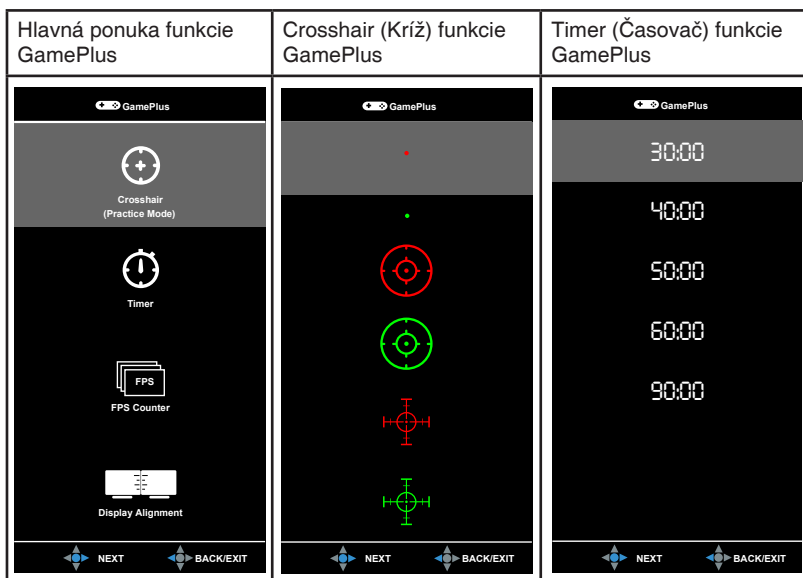 Hlavná ponuka funkcie
GamePlus
Crosshair (Kríž) funkcie
GamePlus
Timer (Časovač) funkcie
GamePlus
GamePlus
Crosshair
(Practice Mode)
Timer
FPS
FPS Counter
Display Alignment
NEXT BACK/EXIT
GamePlus
NEXT BACK/EXIT
GamePlus
30:00
40:00
50:00
60:00
90:00
NEXT BACK/EXIT